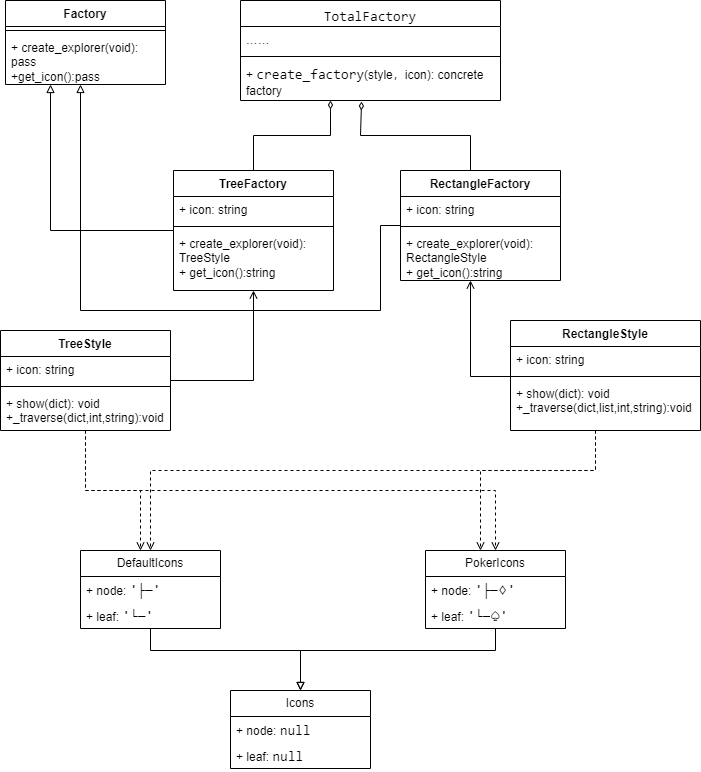 Factory
+ create_explorer(void):
pass
+get_icon():pass
TotalFactory
......
+ create_factory(style, icon): concrete
factory
TreeFactory
+ icon: string
+ create_explorer(void):
TreeStyle
+ get_icon():string
RectangleFactory
+ icon: string
+ create_explorer(void):
RectangleStyle
+ get_icon():string
TreeStyle
+ icon: string
+ show(dict): void
+_traverse(dict,int,string):void
RectangleStyle
+ icon: string
+ show(dict): void
+_traverse(dict,list,int,string):void
DefaultIcons
+ node: '├─'
+ leaf: '└─'
PokerIcons
+ node: '├─♢'
+ leaf: '└─♤'
Icons
+ node: null
+ leaf: null